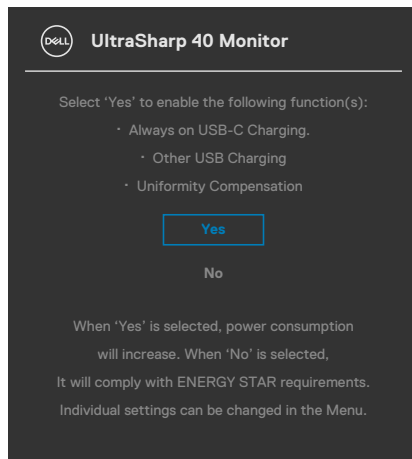 DELL
UltraSharp 40 Monitor
Select ‘Yes’ to enable the following function(s):
· Always on USB-C Charging.
· Other USB Charging
· Uniformity Compensation
Yes
No
When ‘Yes’ is selected, power consumption
will increase. When ‘No’ is selected,
It will comply with ENERGY STAR requirements.
Individual settings can be changed in the Menu.